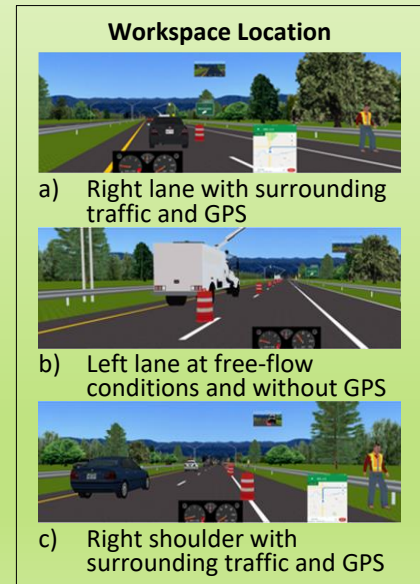 Workspace Location
a) Right lane with surrounding
traffic and GPS
b) Left lane at free-flow
conditions and without GPS
c) Right shoulder with
surrounding traffic and GPS